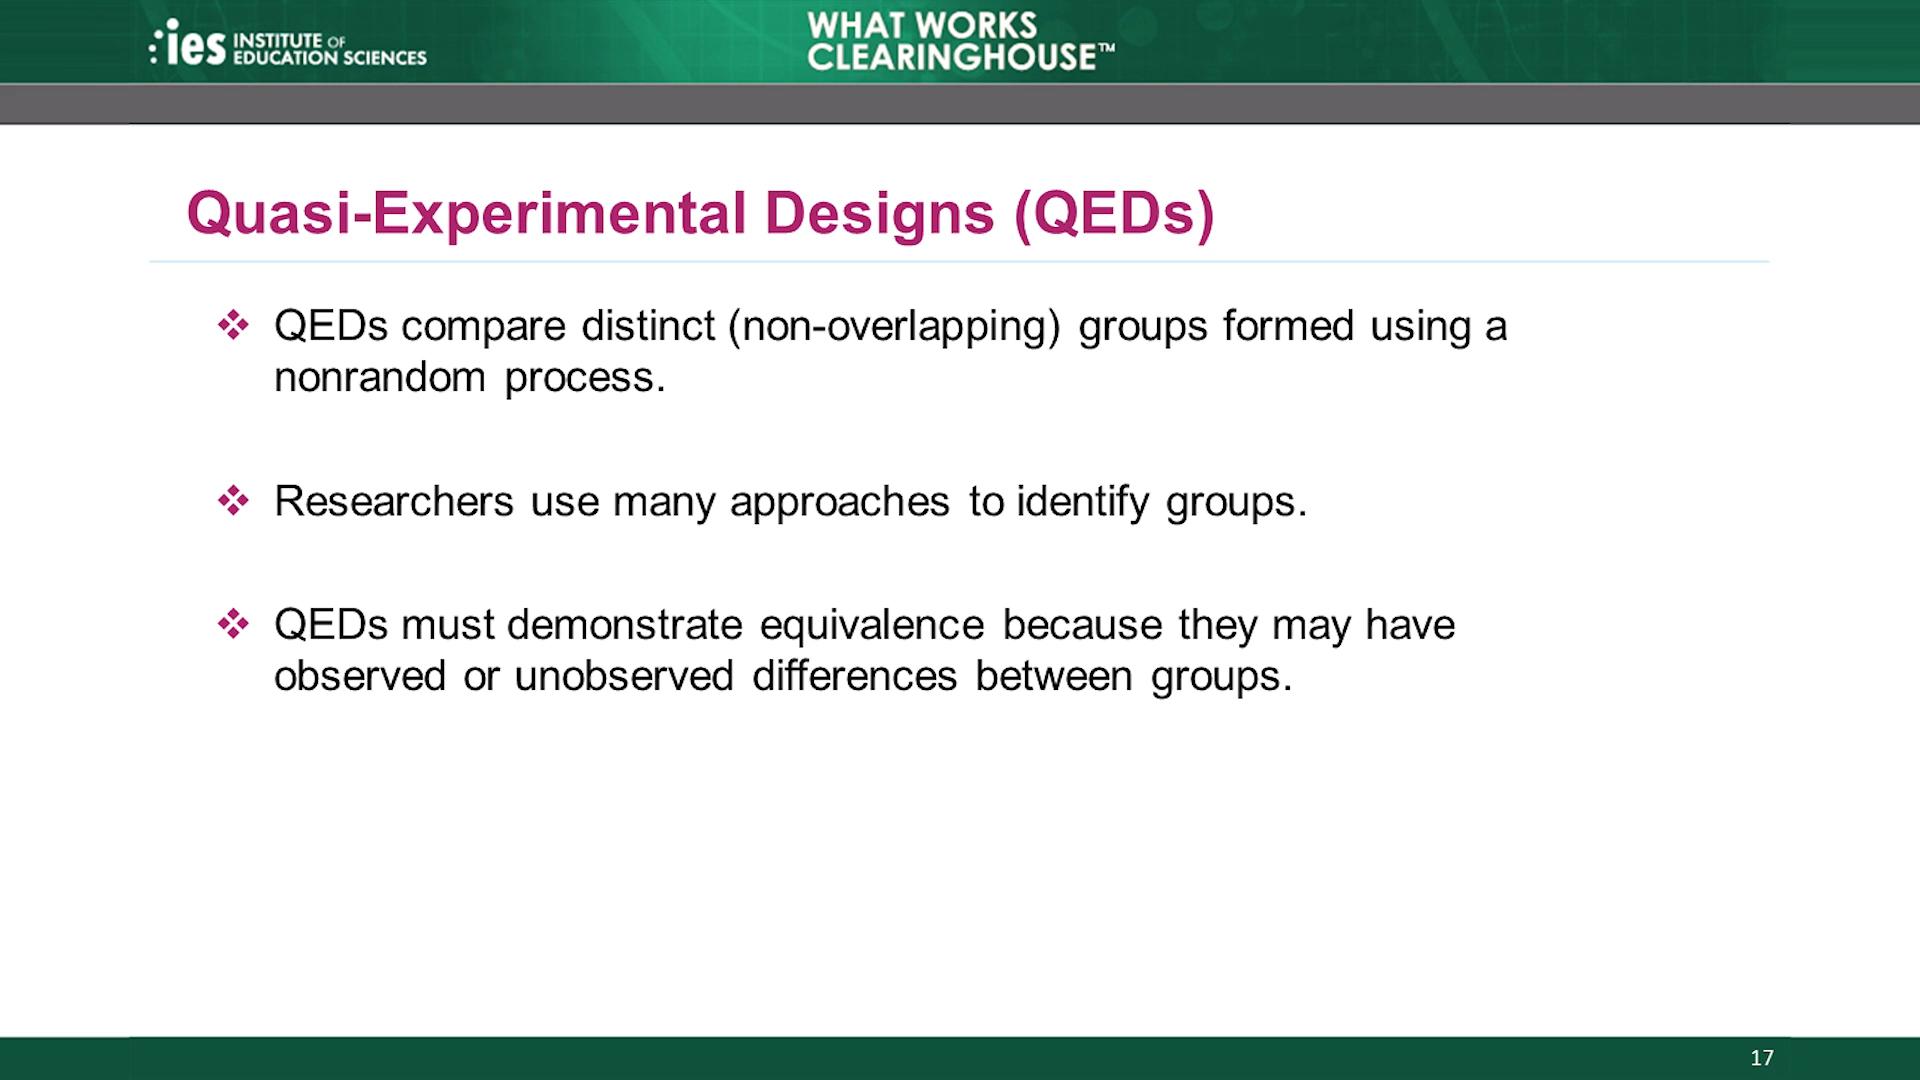 ies INSTITUTE OF
EDUCATION SCIENCES
WHAT WORKS
CLEARINGHOUSE™
Quasi-Experimental Designs (QEDs)
❖ QEDs compare distinct (non-overlapping) groups formed using a
nonrandom process.
❖ Researchers use many approaches to identify groups.
❖ QEDs must demonstrate equivalence because they may have
observed or unobserved differences between groups.
17